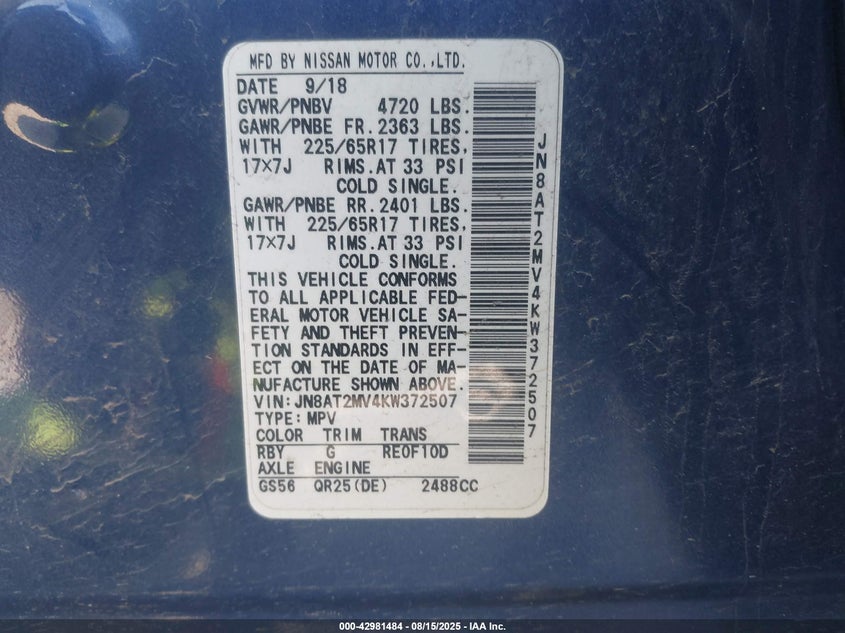 MFD BY NISSAN MOTOR CO.,LTD.
DATE 9/18
GVWR/PNBV 4720 LBS.
GAWR/PNBE FR. 2363 LBS.
WITH 225/65R17 TIRES,
17×7J RIMS.AT 33 PSI
COLD SINGLE.
GAWR/PNBE RR. 2401 LBS.
WITH 225/65R17 TIRES,
17×7J RIMS.AT 33 PSI
COLD SINGLE.
THIS VEHICLE CONFORMS
TO ALL APPLICABLE FED-
ERAL MOTOR VEHICLE SA-
FETY AND THEFT PREVEN-
TION STANDARDS IN EFF-
ECT ON THE DATE OF MA-
NUFACTURE SHOWN ABOVE.
VIN:JN8AT2MV4KW372507
TYPE:MPV
COLOR TRIM TRANS
RBY G RE0F10D
AXLE ENGINE
GS56 QR25(DE) 2488CC
JN8AT2MV4KW372507
000-42981484 - 08/15/2025 - IAA Inc.